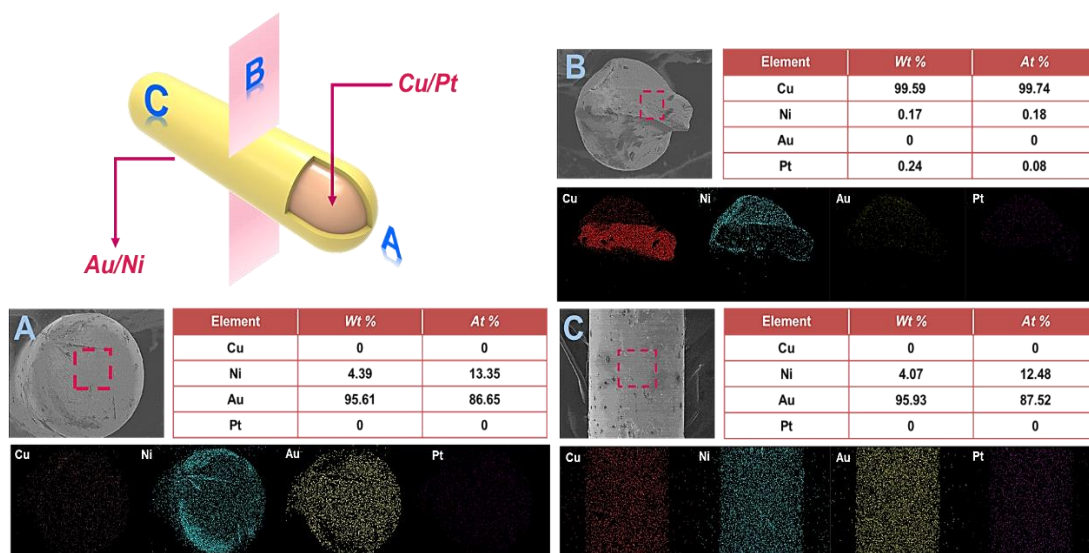 C
B
Cu/Pt
A
Au/Ni
B
Element Wt % At %
Cu 99.59 99.74
Ni 0.17 0.18
Au 0 0
Pt 0.24 0.08
Cu Ni Au Pt
A
Element Wt % At %
Cu 0 0
Ni 4.39 13.35
Au 95.61 86.65
Pt 0 0
Cu Ni Au Pt
C
Element Wt % At %
Cu 0 0
Ni 4.07 12.48
Au 95.93 87.52
Pt 0 0
Cu Ni Au Pt